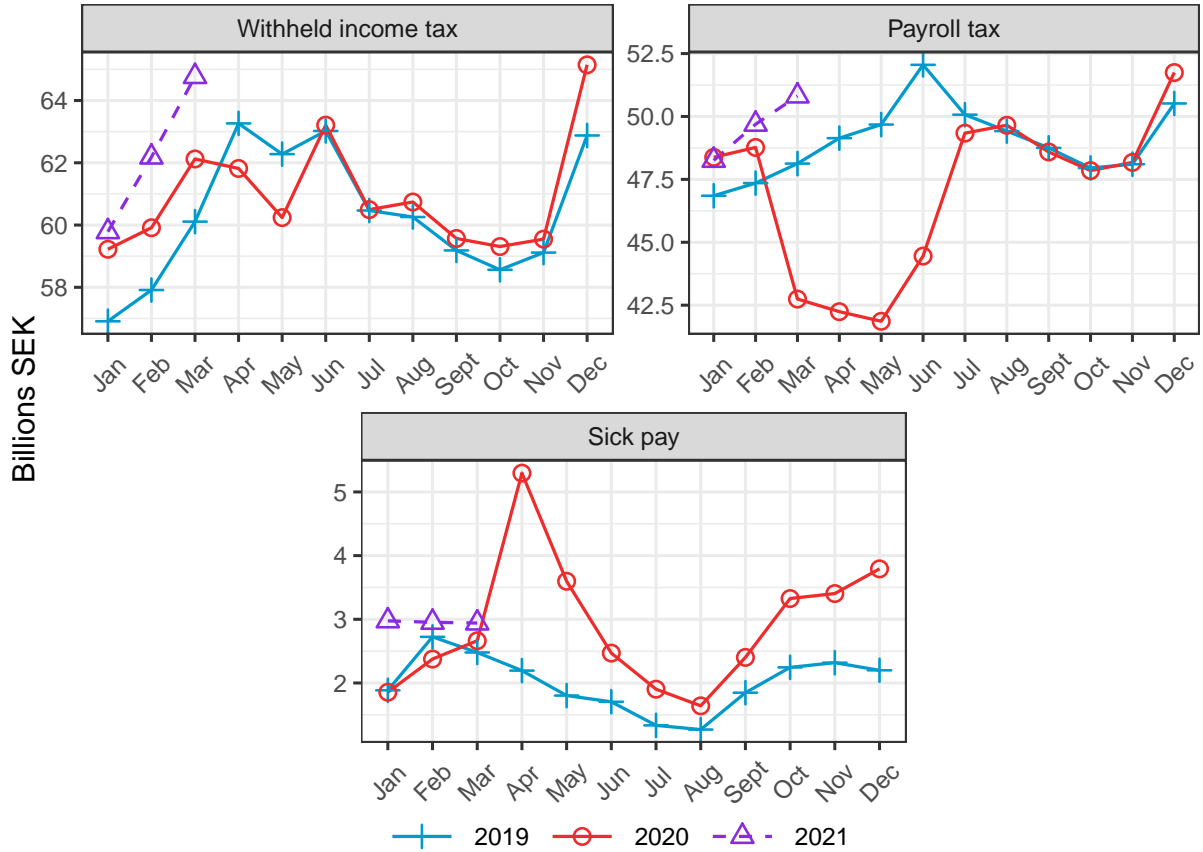 Withheld income tax
Payroll tax
64
62
60
58
52.5
50.0
47.5
45.0
42.5
Jan Feb Mar Apr May Jun Jul Aug Sept Oct Nov Dec
Jan Feb Mar Apr May Jun Jul Aug Sept Oct Nov Dec
Billions SEK
Sick pay
5
4
3
2
Jan Feb Mar Apr May Jun Jul Aug Sept Oct Nov Dec
2019 2020 2021